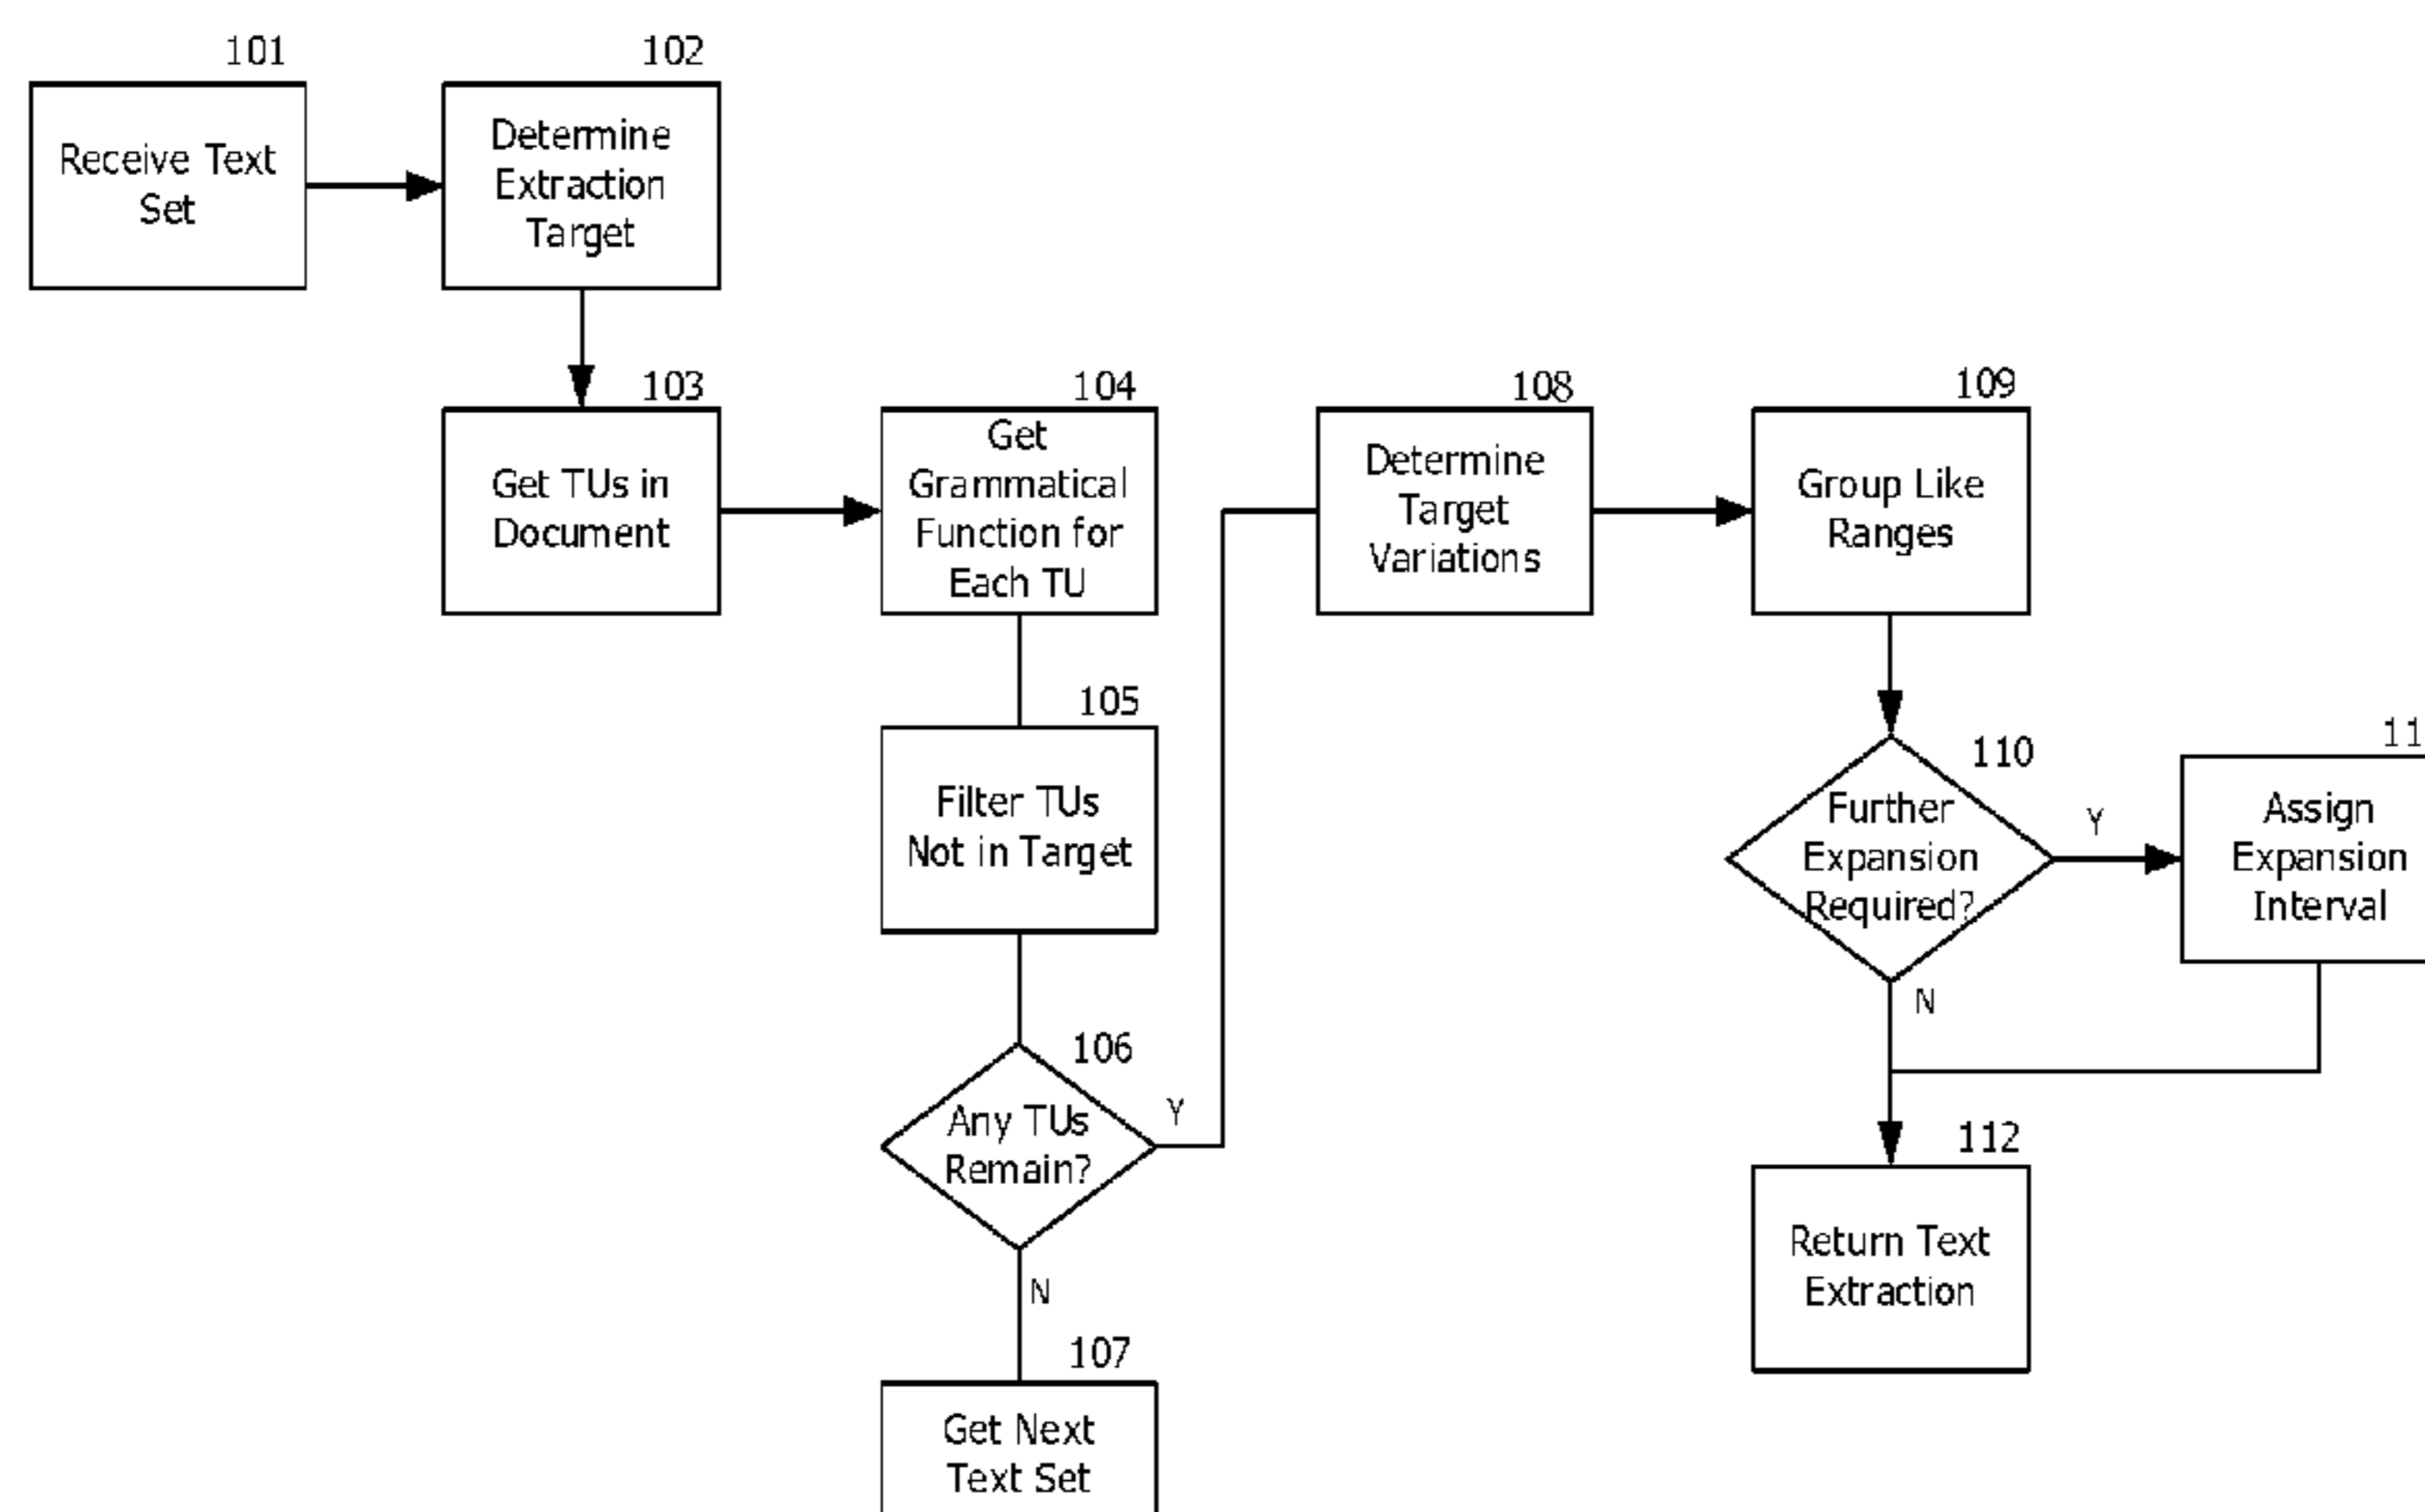 101
Receive Text
Set
102
Determine
Extraction
Target
103
Get TUs in
Document
104
Get
Grammatical
Function for
Each TU
105
Filter TUs
Not in Target
106
Any TUs
Remain?
Y
N
107
Get Next
Text Set
108
Determine
Target
Variations
109
Group Like
Ranges
110
Further
Expansion
Required?
Y
N
11
Assign
Expansion
Interval
112
Return Text
Extraction